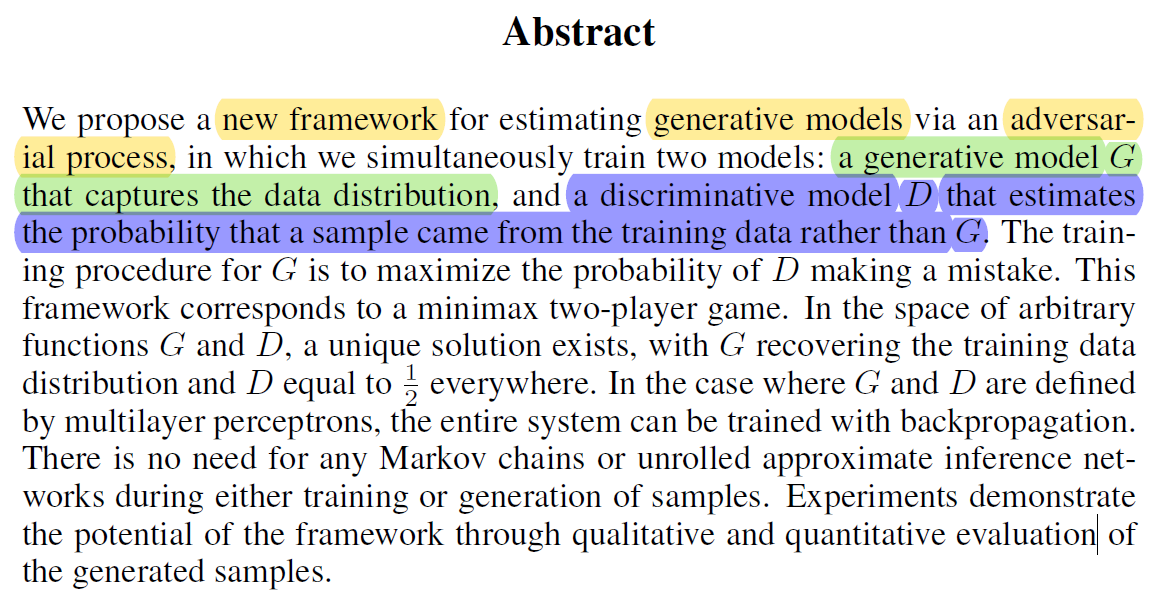 Abstract
We propose a new framework for estimating generative models via an adversar-
ial process, in which we simultaneously train two models: a generative model G
that captures the data distribution, and a discriminative model D that estimates
the probability that a sample came from the training data rather than G. The train-
ing procedure for G is to maximize the probability of D making a mistake. This
framework corresponds to a minimax two-player game. In the space of arbitrary
functions G and D, a unique solution exists, with G recovering the training data
distribution and D equal to 1/2 everywhere. In the case where G and D are defined
by multilayer perceptrons, the entire system can be trained with backpropagation.
There is no need for any Markov chains or unrolled approximate inference net-
works during either training or generation of samples. Experiments demonstrate
the potential of the framework through qualitative and quantitative evaluation of
the generated samples.